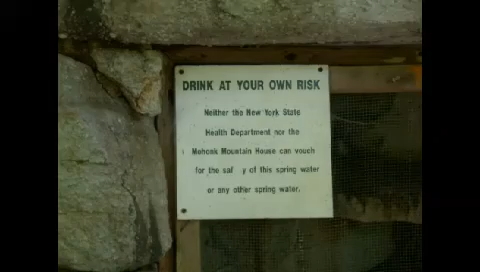 DRINK AT YOUR OWN RISK
Neither the New York State
Health Department nor the
Mohonk Mountain House can vouch
for the saf y of this spring water
or any other spring water.